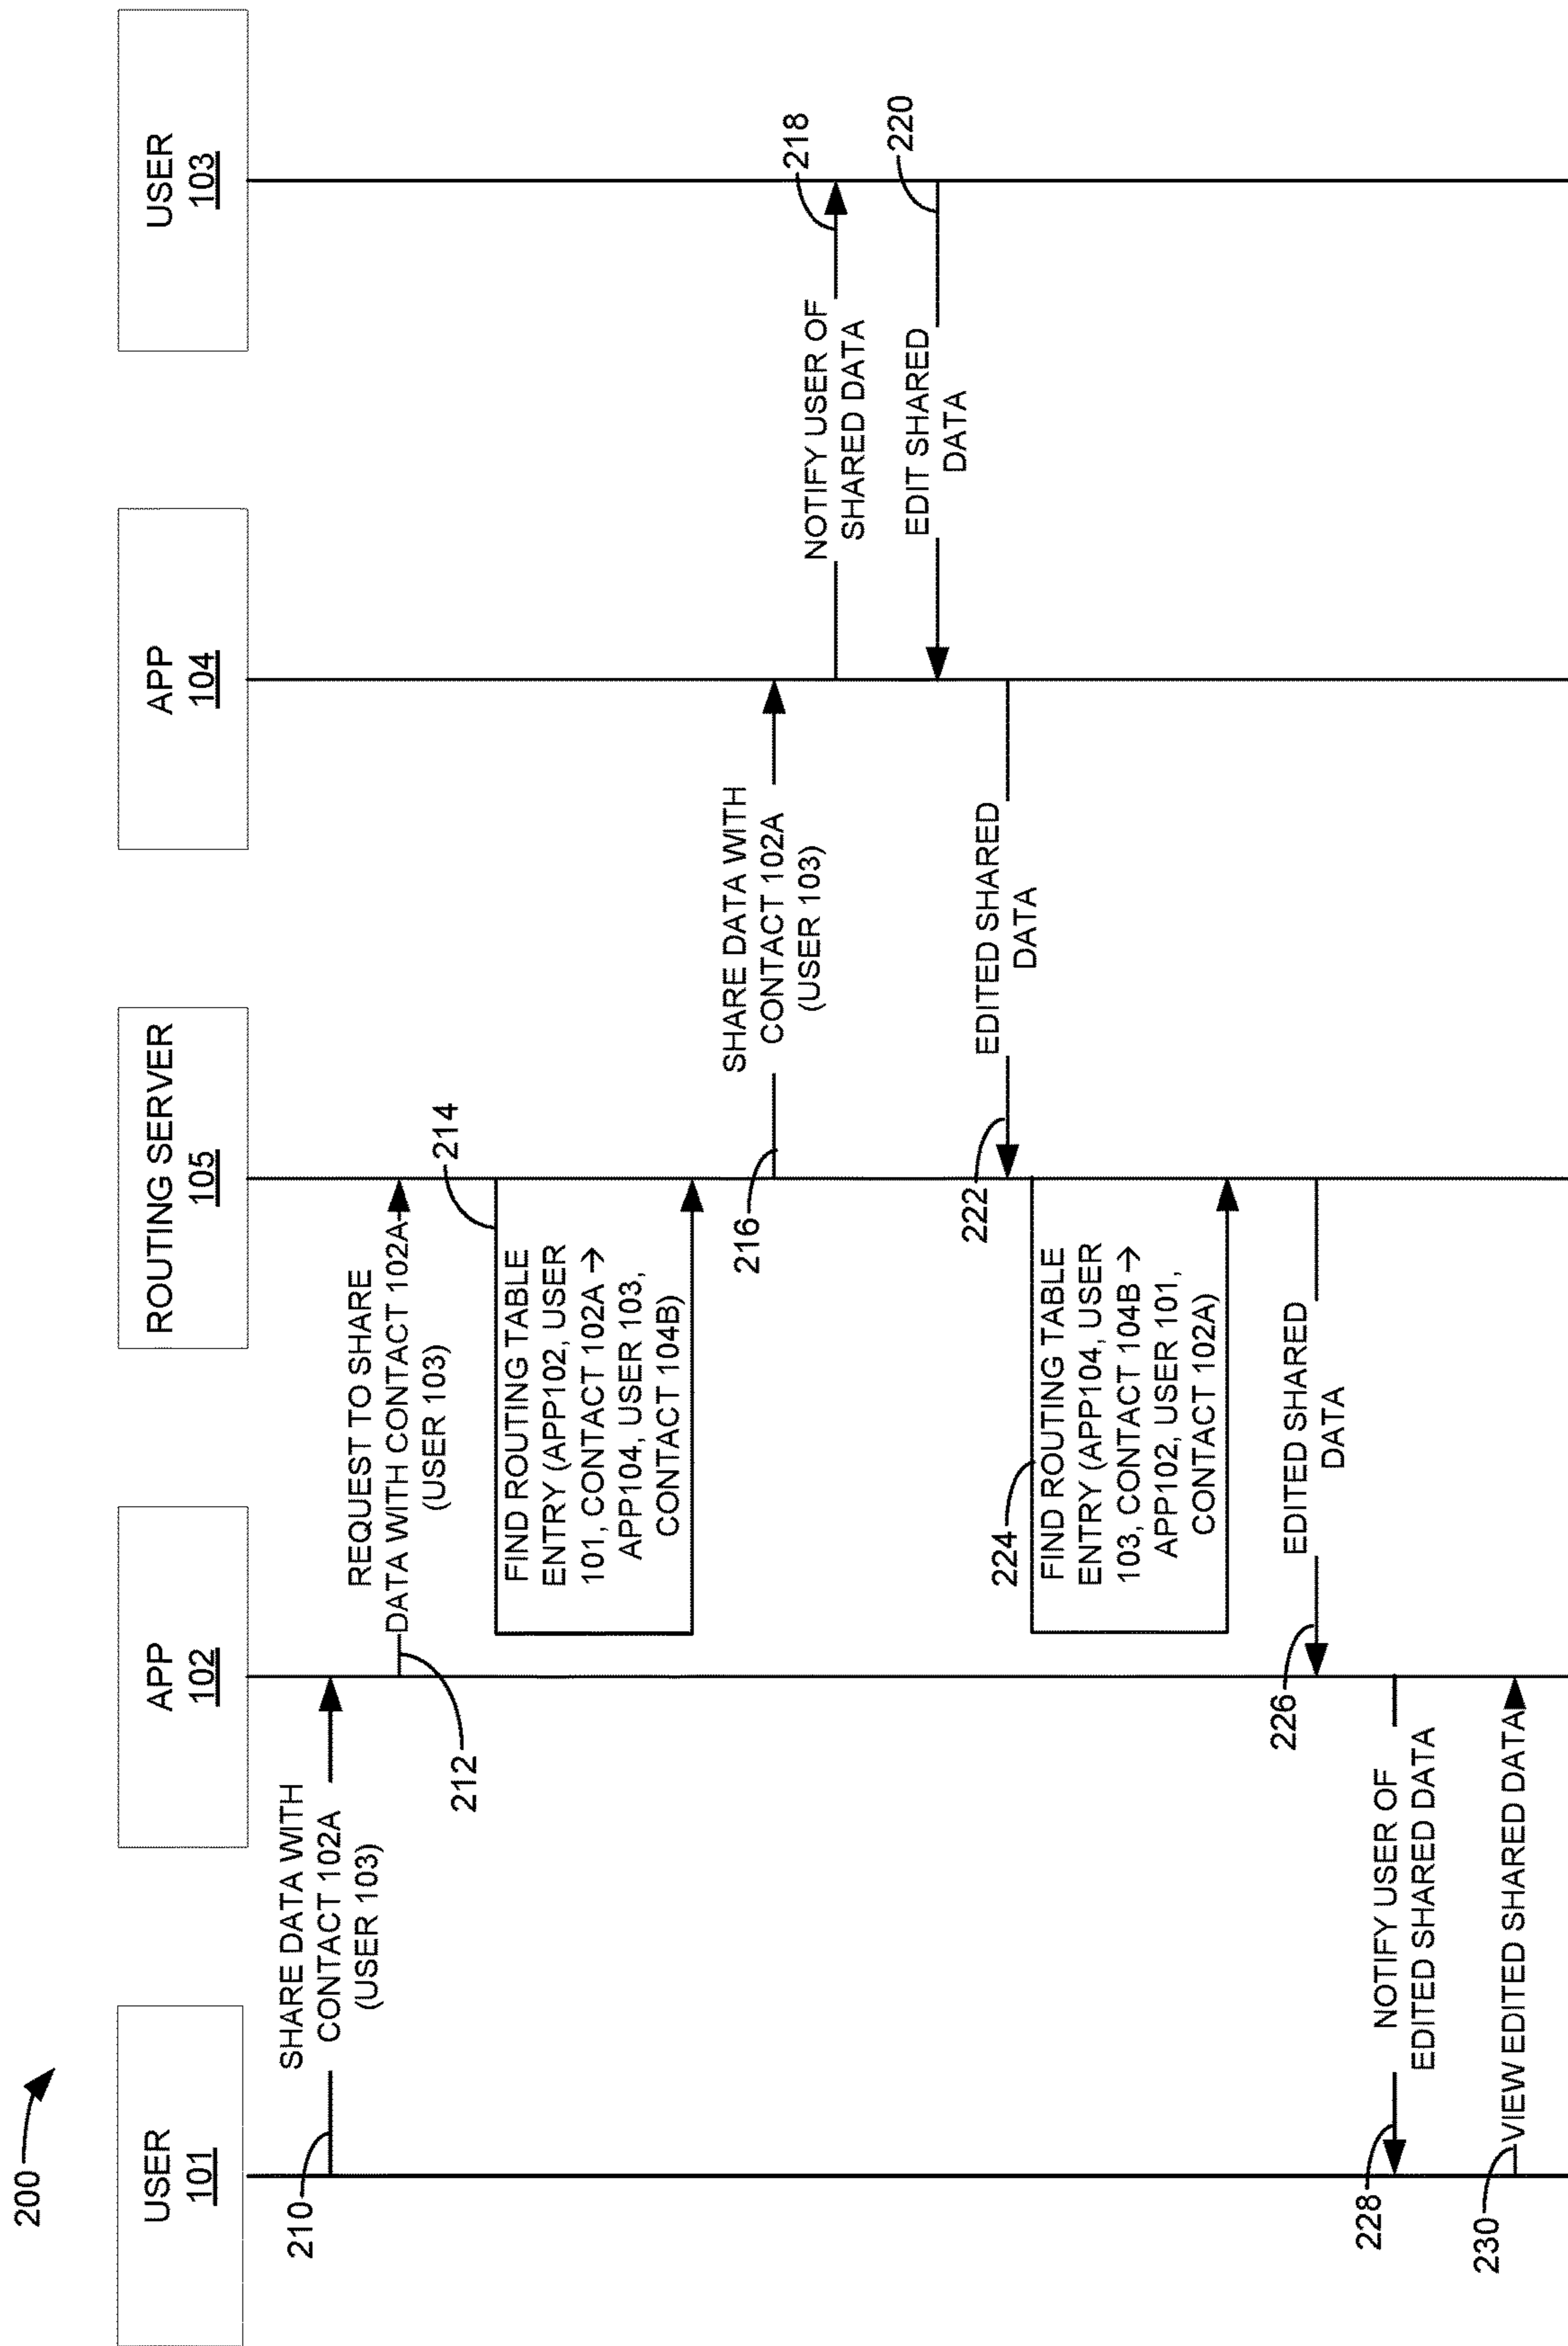 200
USER
101
APP
102
ROUTING SERVER
105
APP
104
USER
103
SHARE DATA WITH
CONTACT 102A
(USER 103)
210
REQUEST TO SHARE
DATA WITH CONTACT 102A
(USER 103)
212
214
FIND ROUTING TABLE
ENTRY (APP102, USER
101, CONTACT 102A →
APP104, USER 103,
CONTACT 104B)
SHARE DATA WITH
CONTACT 102A
(USER 103)
216
NOTIFY USER OF
SHARED DATA
218
EDIT SHARED
DATA
220
EDITED SHARED
DATA
222
224
FIND ROUTING TABLE
ENTRY (APP104, USER
103, CONTACT 104B →
APP102, USER 101,
CONTACT 102A)
EDITED SHARED
DATA
226
NOTIFY USER OF
EDITED SHARED DATA
228
VIEW EDITED SHARED DATA
230